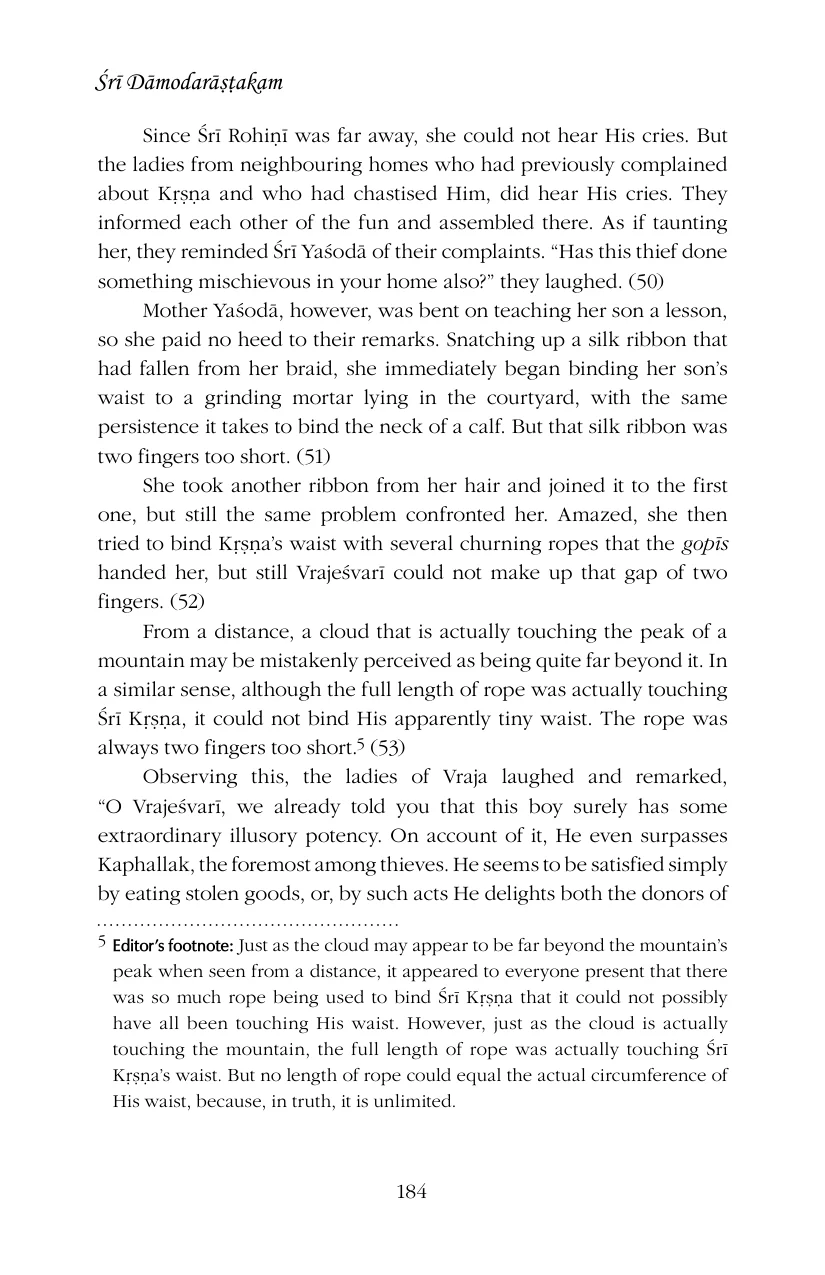 Śrī Dāmodarāṣṭakam
Since Śrī Rohiṇī was far away, she could not hear His cries. But
the ladies from neighbouring homes who had previously complained
about Kṛṣṇa and who had chastised Him, did hear His cries. They
informed each other of the fun and assembled there. As if taunting
her, they reminded Śrī Yaśodā of their complaints. “Has this thief done
something mischievous in your home also?” they laughed. (50)
Mother Yaśodā, however, was bent on teaching her son a lesson,
so she paid no heed to their remarks. Snatching up a silk ribbon that
had fallen from her braid, she immediately began binding her son’s
waist to a grinding mortar lying in the courtyard, with the same
persistence it takes to bind the neck of a calf. But that silk ribbon was
two fingers too short. (51)
She took another ribbon from her hair and joined it to the first
one, but still the same problem confronted her. Amazed, she then
tried to bind Kṛṣṇa’s waist with several churning ropes that the gopīs
handed her, but still Vrajeśvarī could not make up that gap of two
fingers. (52)
From a distance, a cloud that is actually touching the peak of a
mountain may be mistakenly perceived as being quite far beyond it. In
a similar sense, although the full length of rope was actually touching
Śrī Kṛṣṇa, it could not bind His apparently tiny waist. The rope was
always two fingers too short.5 (53)
Observing this, the ladies of Vraja laughed and remarked,
“O Vrajeśvarī, we already told you that this boy surely has some
extraordinary illusory potency. On account of it, He even surpasses
Kaphallak, the foremost among thieves. He seems to be satisfied simply
by eating stolen goods, or, by such acts He delights both the donors of
5 Editor’s footnote: Just as the cloud may appear to be far beyond the mountain’s
peak when seen from a distance, it appeared to everyone present that there
was so much rope being used to bind Śrī Kṛṣṇa that it could not possibly
have all been touching His waist. However, just as the cloud is actually
touching the mountain, the full length of rope was actually touching Śrī
Kṛṣṇa’s waist. But no length of rope could equal the actual circumference of
His waist, because, in truth, it is unlimited.
184